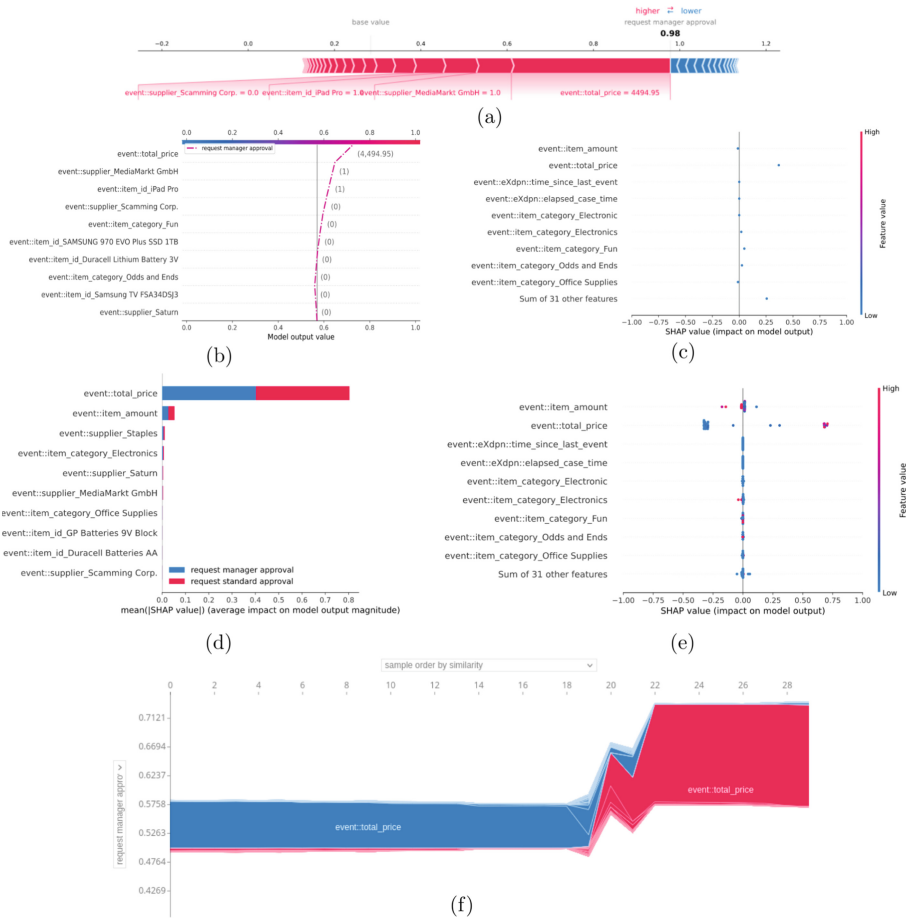 higher ⇄ lower
base value request manager approval
0.98
−0.2 0.0 0.2 0.4 0.6 0.8 1.0 1.2
event::supplier_Scamming Corp. = 0.0 event::item_id_iPad Pro = 1.0 event::supplier_MediaMarkt GmbH = 1.0 event::total_price = 4494.95
(a)
0.0 0.2 0.4 0.6 0.8 1.0
request manager approval
event::total_price (4,494.95)
event::supplier_MediaMarkt GmbH (1)
event::item_id_iPad Pro (1)
event::supplier_Scamming Corp. (0)
event::item_category_Fun (0)
event::item_id_SAMSUNG 970 EVO Plus SSD 1TB (0)
event::item_id_Duracell Lithium Battery 3V (0)
event::item_category_Odds and Ends (0)
event::item_id_Samsung TV FSA34DSJ3 (0)
event::supplier_Saturn (0)
0.0 0.2 0.4 0.6 0.8 1.0
Model output value
(b)
High
event::item_amount
event::total_price
event::eXdpn::time_since_last_event
event::eXdpn::elapsed_case_time
event::item_category_Electronic
event::item_category_Electronics
event::item_category_Fun
event::item_category_Odds and Ends
event::item_category_Office Supplies
Sum of 31 other features
Feature value
Low
−1.00 −0.75 −0.50 −0.25 0.00 0.25 0.50 0.75 1.00
SHAP value (impact on model output)
(c)
event::total_price
event::item_amount
event::supplier_Staples
event::item_category_Electronics
event::supplier_Saturn
event::supplier_MediaMarkt GmbH
event::item_category_Office Supplies
event::item_id_GP Batteries 9V Block
event::item_id_Duracell Batteries AA
event::supplier_Scamming Corp.
request manager approval
request standard approval
0.0 0.1 0.2 0.3 0.4 0.5 0.6 0.7 0.8
mean(|SHAP value|) (average impact on model output magnitude)
(d)
High
event::item_amount
event::total_price
event::eXdpn::time_since_last_event
event::eXdpn::elapsed_case_time
event::item_category_Electronic
event::item_category_Electronics
event::item_category_Fun
event::item_category_Odds and Ends
event::item_category_Office Supplies
Sum of 31 other features
Feature value
Low
−1.00 −0.75 −0.50 −0.25 0.00 0.25 0.50 0.75 1.00
SHAP value (impact on model output)
(e)
sample order by similarity
0 2 4 6 8 10 12 14 16 18 20 22 24 26 28
0.7121
0.6694
0.6237
0.5758
0.5263
0.4764
0.4269
request manager appro
event::total_price
event::total_price
(f)